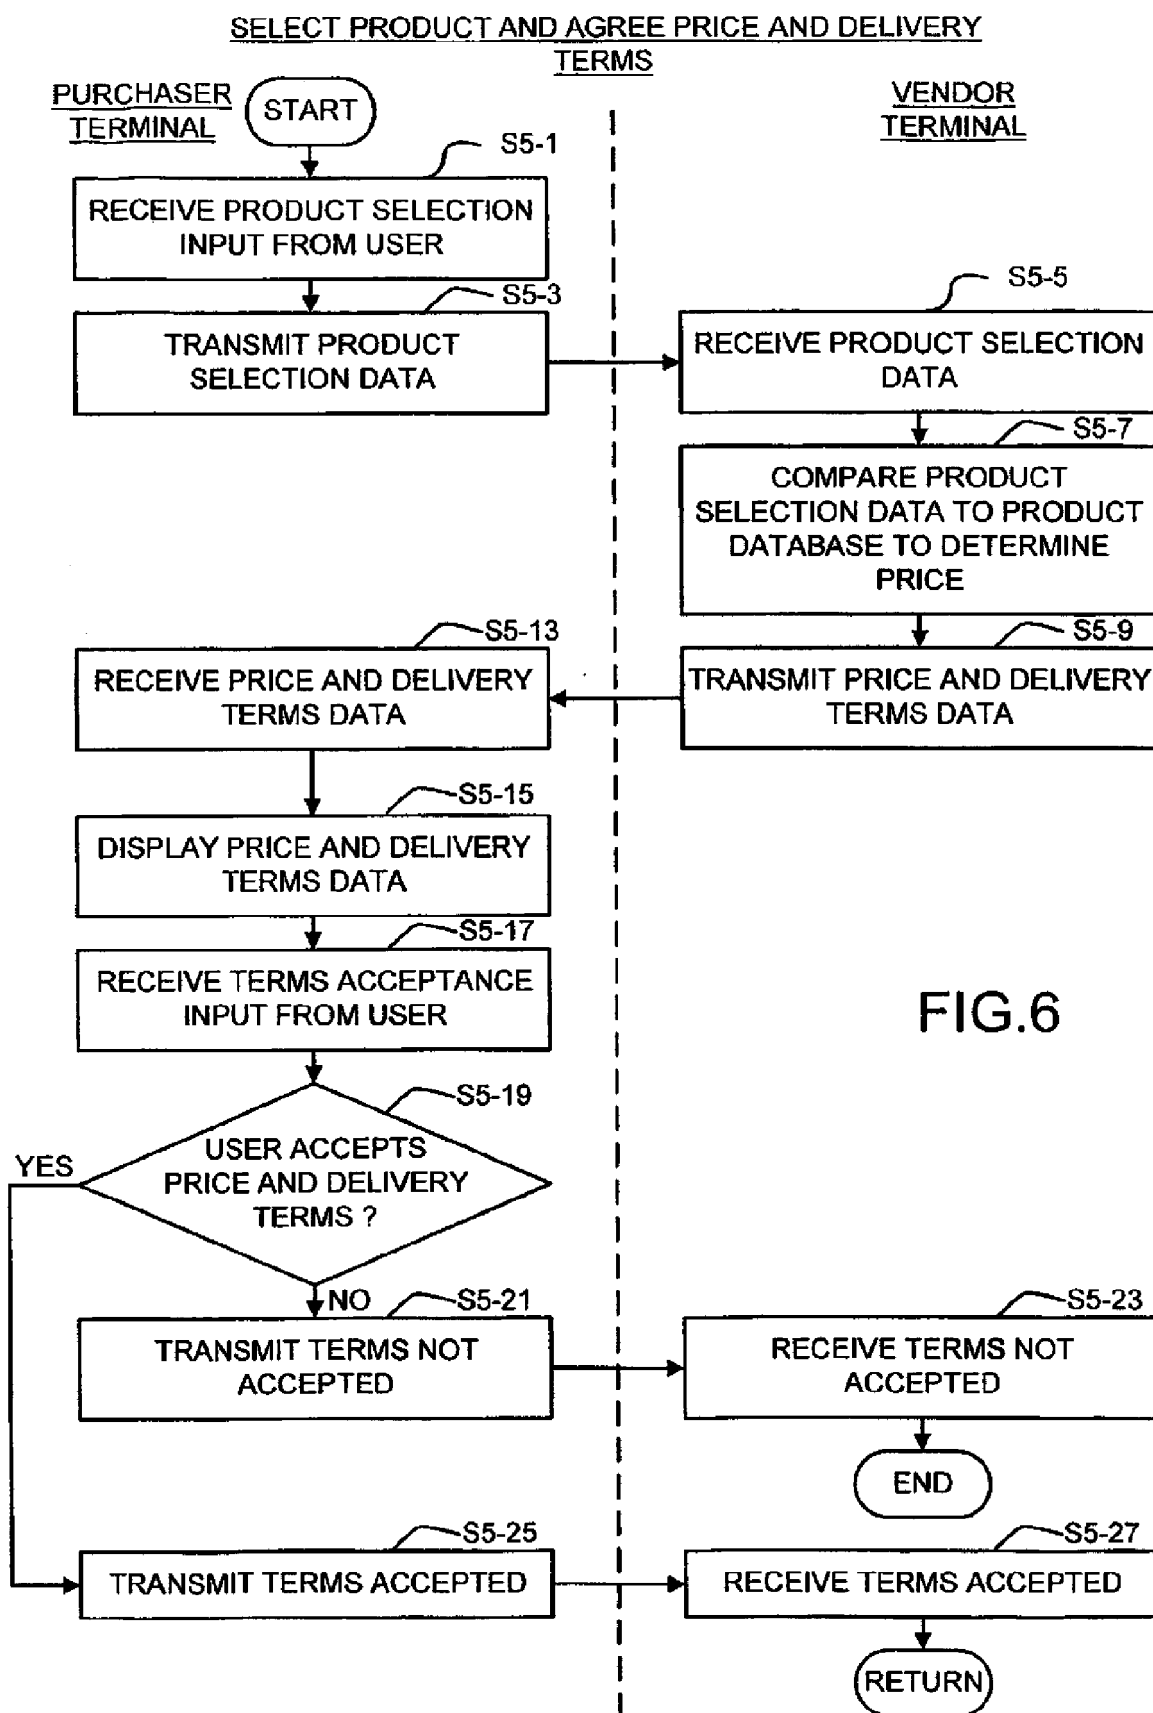 SELECT PRODUCT AND AGREE PRICE AND DELIVERY
TERMS
PURCHASER
TERMINAL
START
VENDOR
TERMINAL
S5-1
RECEIVE PRODUCT SELECTION
INPUT FROM USER
S5-3
TRANSMIT PRODUCT
SELECTION DATA
S5-5
RECEIVE PRODUCT SELECTION
DATA
S5-7
COMPARE PRODUCT
SELECTION DATA TO PRODUCT
DATABASE TO DETERMINE
PRICE
S5-9
TRANSMIT PRICE AND DELIVERY
TERMS DATA
S5-13
RECEIVE PRICE AND DELIVERY
TERMS DATA
S5-15
DISPLAY PRICE AND DELIVERY
TERMS DATA
S5-17
RECEIVE TERMS ACCEPTANCE
INPUT FROM USER
FIG.6
S5-19
USER ACCEPTS
PRICE AND DELIVERY
TERMS ?
YES
NO
S5-21
TRANSMIT TERMS NOT
ACCEPTED
S5-23
RECEIVE TERMS NOT
ACCEPTED
END
S5-25
TRANSMIT TERMS ACCEPTED
S5-27
RECEIVE TERMS ACCEPTED
RETURN